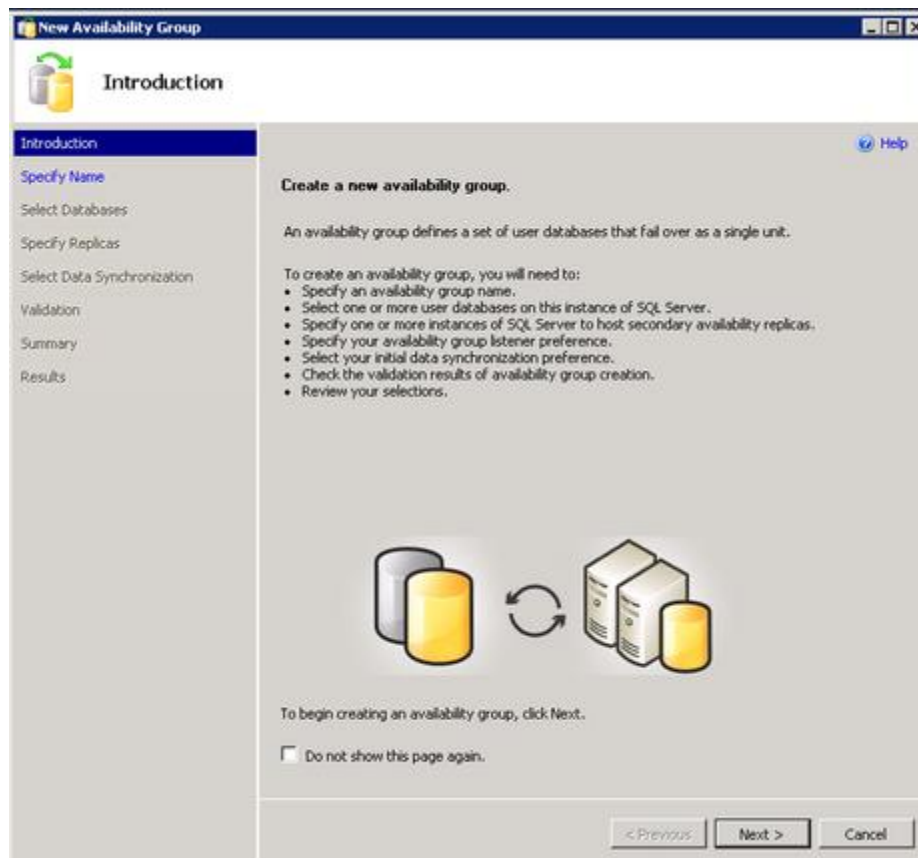 New Availability Group
Introduction
Introduction
Help
Specify Name
Select Databases
Specify Replicas
Select Data Synchronization
Validation
Summary
Results
Create a new availability group.
An availability group defines a set of user databases that fail over as a single unit.
To create an availability group, you will need to:
• Specify an availability group name.
• Select one or more user databases on this instance of SQL Server.
• Specify one or more instances of SQL Server to host secondary availability replicas.
• Specify your availability group listener preference.
• Select your initial data synchronization preference.
• Check the validation results of availability group creation.
• Review your selections.
To begin creating an availability group, click Next.
Do not show this page again.
< Previous
Next >
Cancel